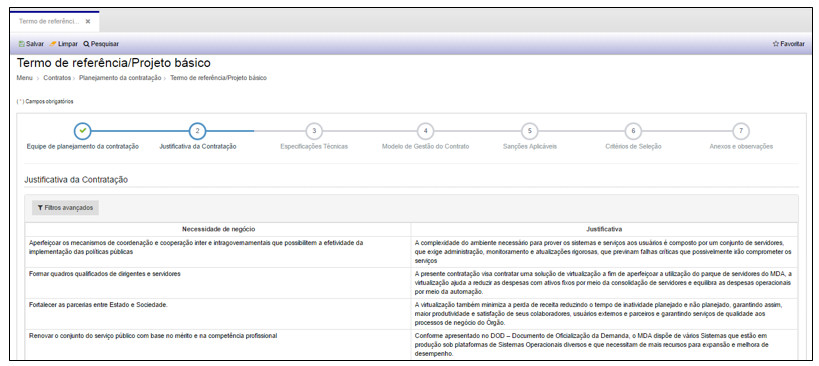 Termo de referênci... ✖
Salvar Limpar Pesquisar Favoritar
Termo de referência/Projeto básico
Menu › Contratos › Planejamento da contratação › Termo de referência/Projeto básico
( * ) Campos obrigatórios
2 3 4 5 6 7
Equipe de planejamento da contratação Justificativa da Contratação Especificações Técnicas Modelo de Gestão do Contrato Sanções Aplicáveis Critérios de Seleção Anexos e observações
Justificativa da Contratação
Filtros avançados
Necessidade de negócio Justificativa
Aperfeiçoar os mecanismos de coordenação e cooperação inter e intragovernamentais que possibilitem a efetividade da
implementação das políticas públicas
A complexidade do ambiente necessário para prover os sistemas e serviços aos usuários é composto por um conjunto de servidores,
que exige administração, monitoramento e atualizações rigorosas, que previnam falhas críticas que possivelmente irão comprometer os
serviços
Formar quadros qualificados de dirigentes e servidores
A presente contratação visa contratar uma solução de virtualização a fim de aperfeiçoar a utilização do parque de servidores do MDA, a
virtualização ajuda a reduzir as despesas com ativos fixos por meio da consolidação de servidores e equilibra as despesas operacionais
por meio da automação.
Fortalecer as parcerias entre Estado e Sociedade.
A virtualização também minimiza a perda de receita reduzindo o tempo de inatividade planejado e não planejado, garantindo assim,
maior produtividade e satisfação de seus colaboradores, usuários externos e parceiros e garantindo serviços de qualidade aos
processos de negócio do Órgão.
Renovar o conjunto do serviço público com base no mérito e na competência profissional
Conforme apresentado no DOD – Documento de Oficialização da Demanda, o MDA dispõe de vários Sistemas que estão em
produção sob plataformas de Sistemas Operacionais diversos e que necessitam de mais recursos para expansão e melhora de
desempenho.